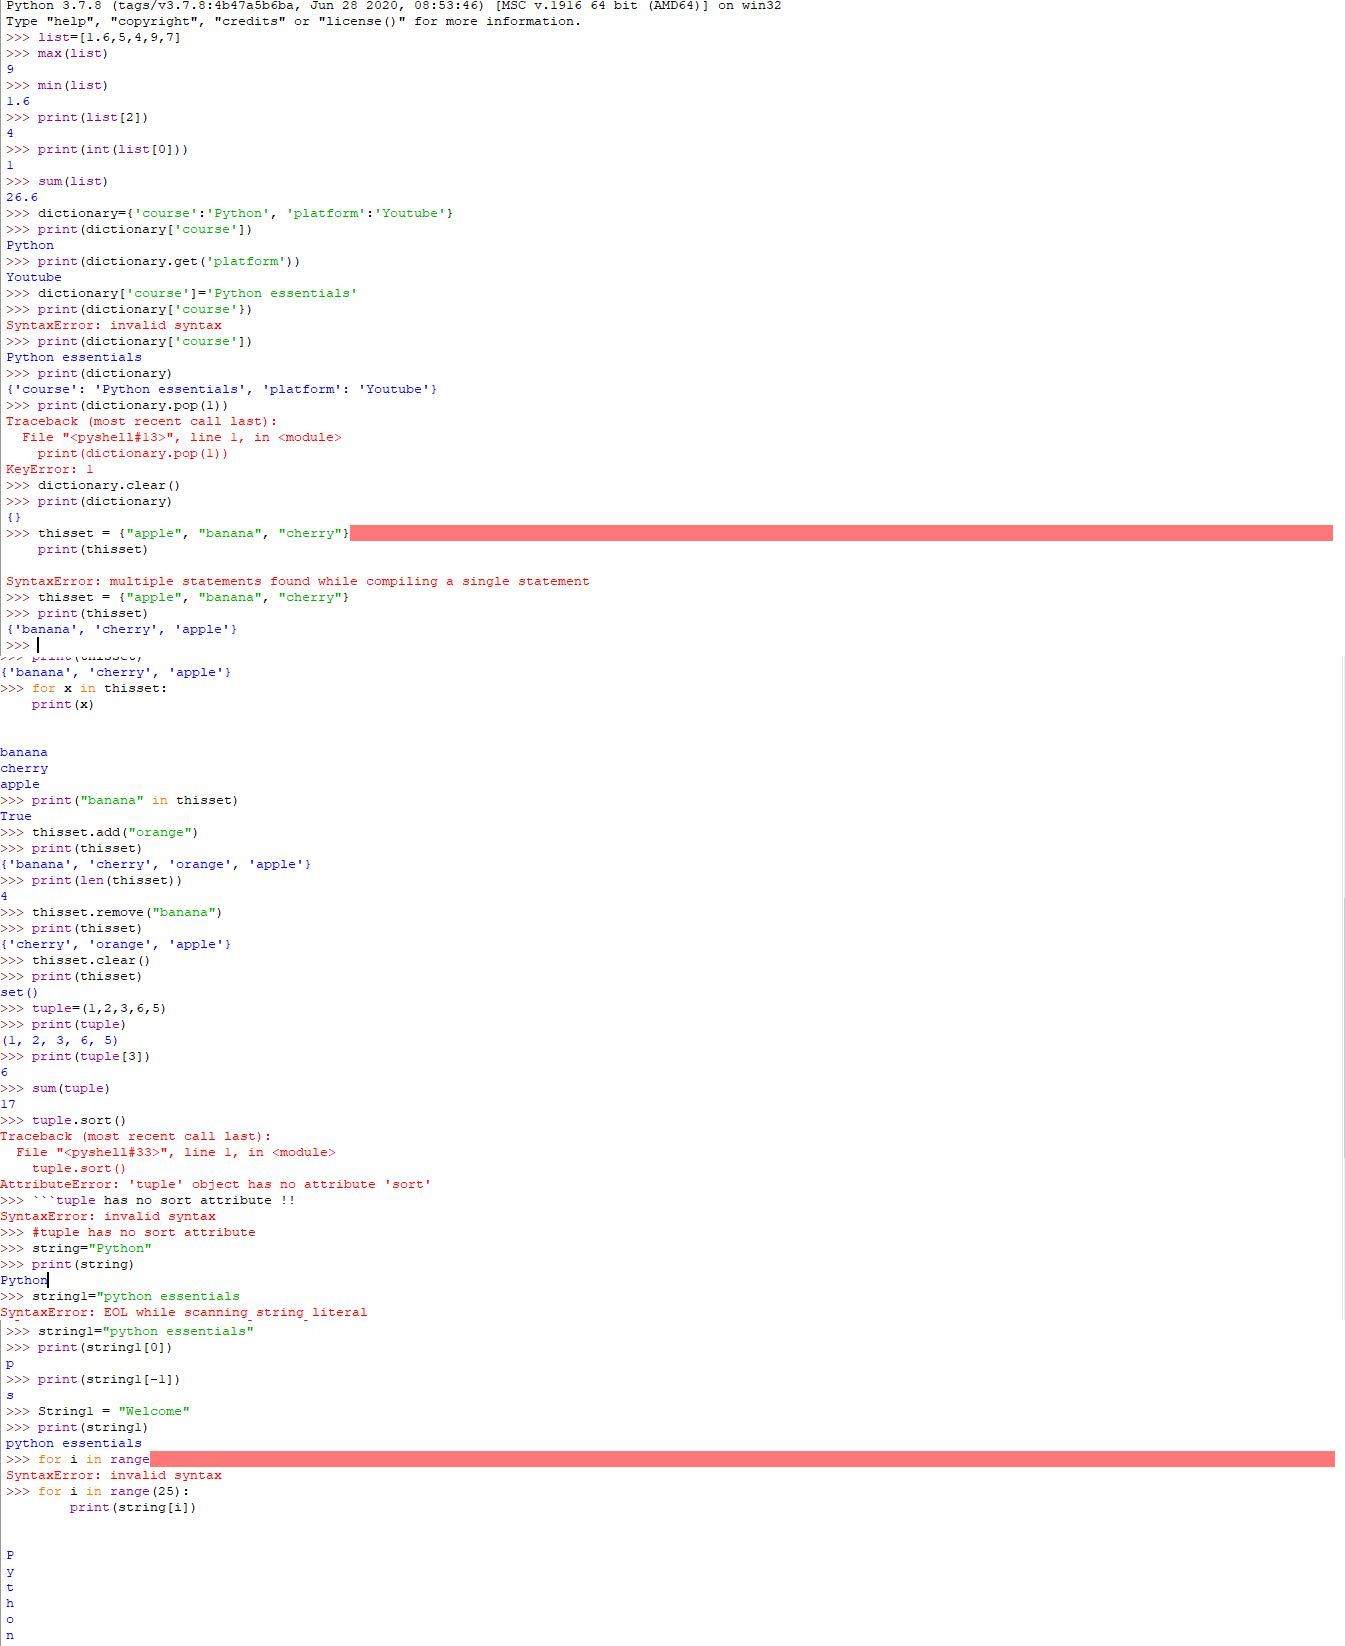 Python 3.7.8 (tags/v3.7.8:4b47a5b6ba, Jun 28 2020, 08:53:46) [MSC v.1916 64 bit (AMD64)] on win32
Type "help", "copyright", "credits" or "license()" for more information.
>>> list=[1.6,5,4,9,7]
>>> max(list)
9
>>> min(list)
1.6
>>> print(list[2])
4
>>> print(int(list[0]))
1
>>> sum(list)
26.6
>>> dictionary={'course':'Python', 'platform':'Youtube'}
>>> print(dictionary['course'])
Python
>>> print(dictionary.get('platform'))
Youtube
>>> dictionary['course']='Python essentials'
>>> print(dictionary['course'})
SyntaxError: invalid syntax
>>> print(dictionary['course'])
Python essentials
>>> print(dictionary)
{'course': 'Python essentials', 'platform': 'Youtube'}
>>> print(dictionary.pop(1))
Traceback (most recent call last):
  File "<pyshell#13>", line 1, in <module>
    print(dictionary.pop(1))
KeyError: 1
>>> dictionary.clear()
>>> print(dictionary)
{}
>>> thisset = {"apple", "banana", "cherry"}
    print(thisset)
SyntaxError: multiple statements found while compiling a single statement
>>> thisset = {"apple", "banana", "cherry"}
>>> print(thisset)
{'banana', 'cherry', 'apple'}
>>>
>>> print(thisset)
{'banana', 'cherry', 'apple'}
>>> for x in thisset:
    print(x)
banana
cherry
apple
>>> print("banana" in thisset)
True
>>> thisset.add("orange")
>>> print(thisset)
{'banana', 'cherry', 'orange', 'apple'}
>>> print(len(thisset))
4
>>> thisset.remove("banana")
>>> print(thisset)
{'cherry', 'orange', 'apple'}
>>> thisset.clear()
>>> print(thisset)
set()
>>> tuple=(1,2,3,6,5)
>>> print(tuple)
(1, 2, 3, 6, 5)
>>> print(tuple[3])
6
>>> sum(tuple)
17
>>> tuple.sort()
Traceback (most recent call last):
  File "<pyshell#33>", line 1, in <module>
    tuple.sort()
AttributeError: 'tuple' object has no attribute 'sort'
>>> ```tuple has no sort attribute !!
SyntaxError: invalid syntax
>>> #tuple has no sort attribute
>>> string="Python"
>>> print(string)
Python
>>> string1="python essentials
SyntaxError: EOL while scanning string literal
>>> string1="python essentials"
>>> print(string1[0])
p
>>> print(string1[-1])
s
>>> String1 = "Welcome"
>>> print(string1)
python essentials
>>> for i in range
SyntaxError: invalid syntax
>>> for i in range(25):
        print(string[i])
P
y
t
h
o
n